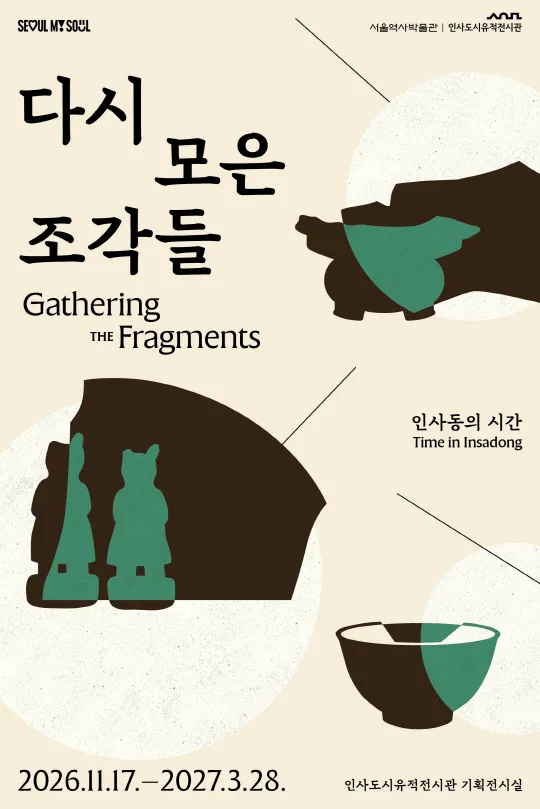 SEOUL MY SOUL
서울역사박물관 | 인사도시유적전시관
다시
모은
조각들
Gathering
THE Fragments
인사동의 시간
Time in Insadong
2026.11.17.—2027.3.28.
인사도시유적전시관 기획전시실